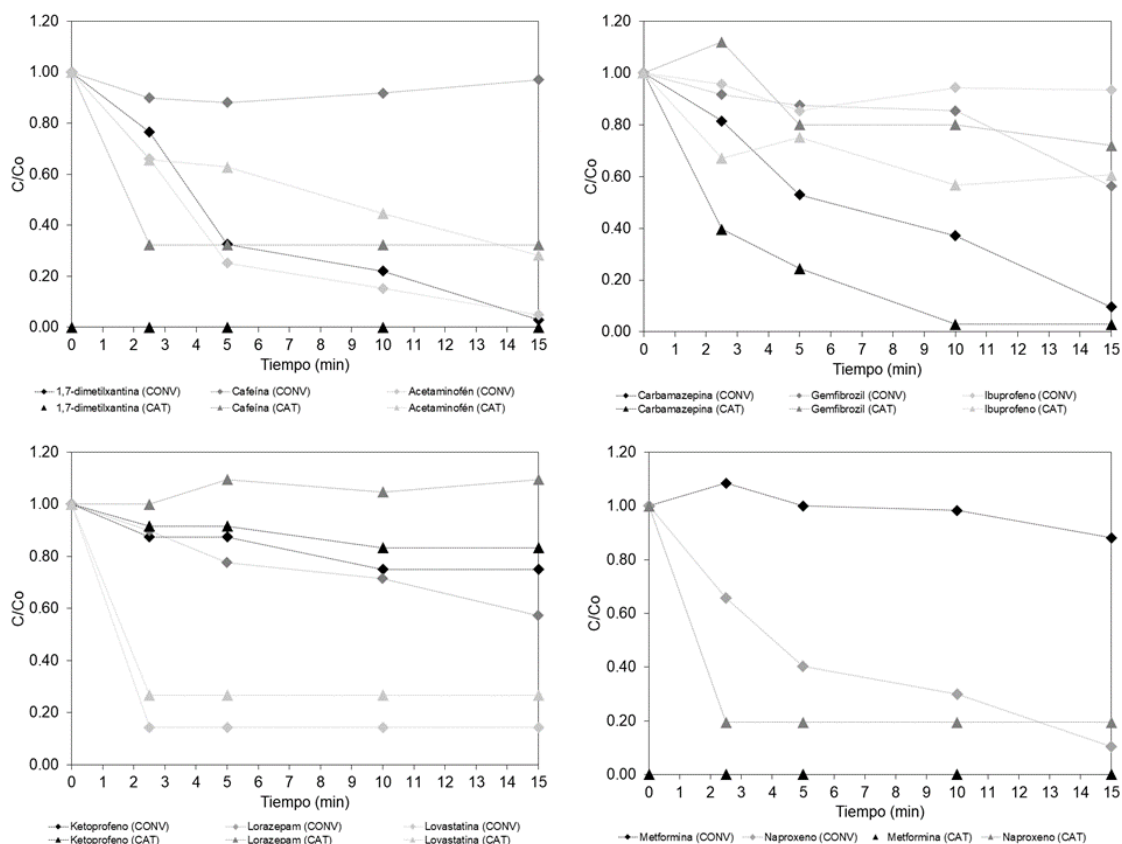 1.20
1.00
0.80
0.60
0.40
0.20
0.00
C/Co
0 1 2 3 4 5 6 7 8 9 10 11 12 13 14 15
Tiempo (min)
1,7-dimetilxantina (CONV) Cafeína (CONV) Acetaminofén (CONV)
1,7-dimetilxantina (CAT) Cafeína (CAT) Acetaminofén (CAT)
1.20
1.00
0.80
0.60
0.40
0.20
0.00
C/Co
0 1 2 3 4 5 6 7 8 9 10 11 12 13 14 15
Tiempo (min)
Carbamazepina (CONV) Gemfibrozil (CONV) Ibuprofeno (CONV)
Carbamazepina (CAT) Gemfibrozil (CAT) Ibuprofeno (CAT)
1.20
1.00
0.80
0.60
0.40
0.20
0.00
C/Co
0 1 2 3 4 5 6 7 8 9 10 11 12 13 14 15
Tiempo (min)
Ketoprofeno (CONV) Lorazepam (CONV) Lovastatina (CONV)
Ketoprofeno (CAT) Lorazepam (CAT) Lovastatina (CAT)
1.20
1.00
0.80
0.60
0.40
0.20
0.00
C/Co
0 1 2 3 4 5 6 7 8 9 10 11 12 13 14 15
Tiempo (min)
Metformina (CONV) Naproxeno (CONV) Metformina (CAT) Naproxeno (CAT)